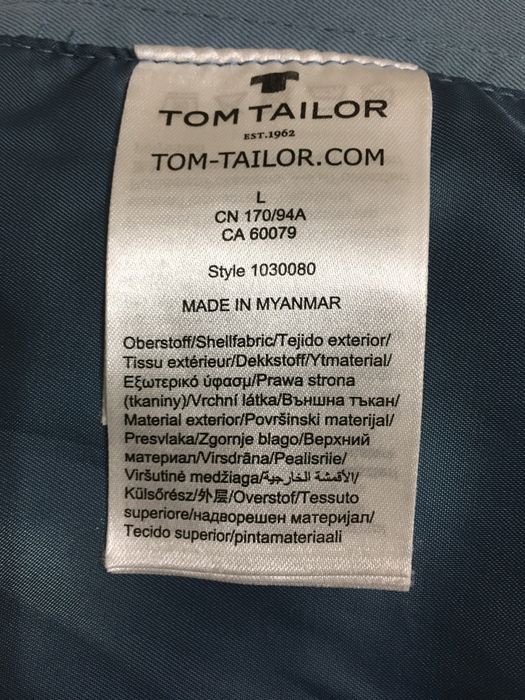 TOM TAILOR
EST.1962
TOM-TAILOR.COM
L
CN 170/94A
CA 60079
Style 1030080
MADE IN MYANMAR
Oberstoff/Shellfabric/Tejido exterior/
Tissu extérieur/Dekkstoff/Ytmaterial/
Εξωτερικό ύφασμ/Prawa strona
(tkaniny)/Vrchní látka/Външна тъкан/
Material exterior/Površinski materijal/
Presvlaka/Zgornje blago/Верхний
материал/Virsdrāna/Pealisriie/
Viršutinė medžiaga/الأقمشة الخارجية/
Külsőrész/外层/Overstof/Tessuto
superiore/надворешен материјал/
Tecido superior/pintamateriaali